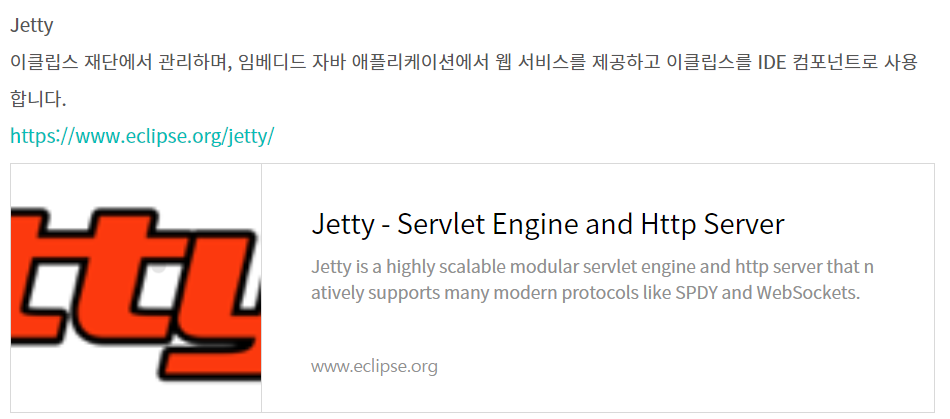 Jetty
이클립스 재단에서 관리하며, 임베디드 자바 애플리케이션에서 웹 서비스를 제공하고 이클립스를 IDE 컴포넌트로 사용
합니다.
https://www.eclipse.org/jetty/
tty
Jetty - Servlet Engine and Http Server
Jetty is a highly scalable modular servlet engine and http server that n
atively supports many modern protocols like SPDY and WebSockets.
www.eclipse.org